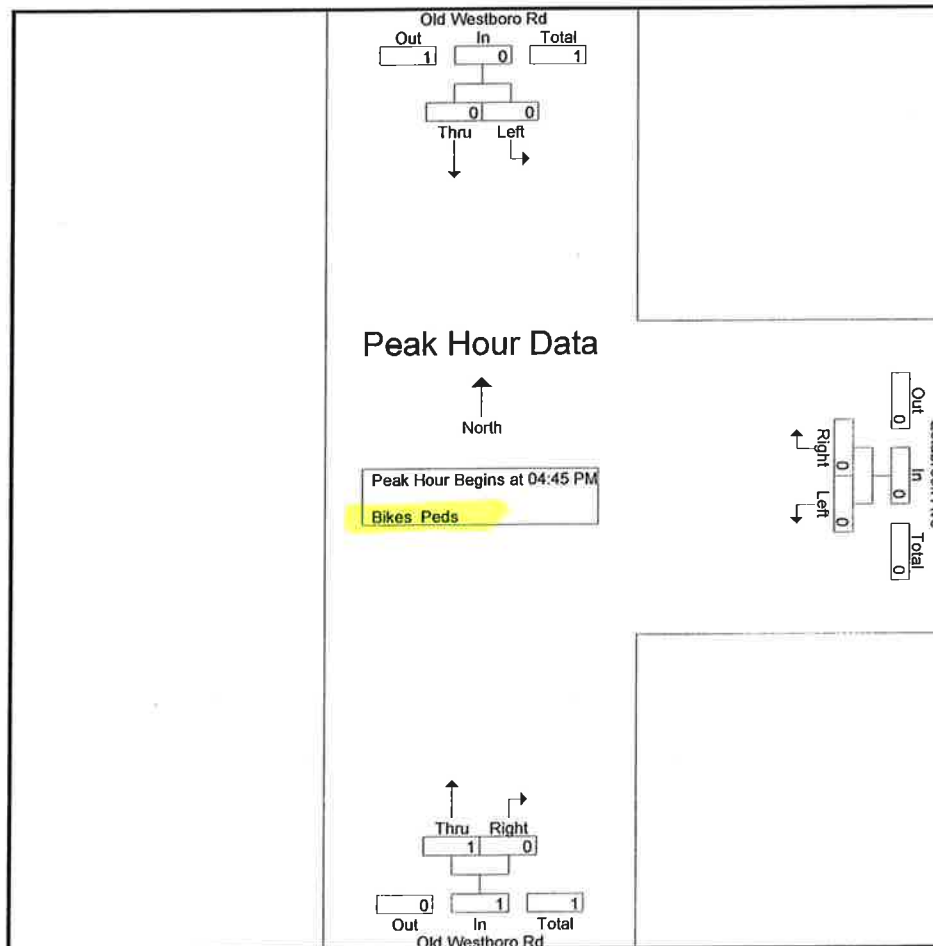 Old Westboro Rd
Out In Total
1 0 1
0 0
Thru Left
Peak Hour Data
North
Peak Hour Begins at 04:45 PM
Bikes Peds
Out In Total
0 0 0
Right Left
0 0
Thru Right
1 0
0 1 1
Out In Total
Old Westboro Rd